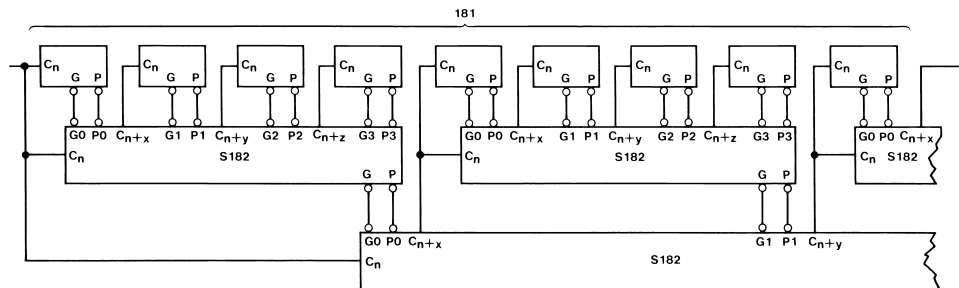 181
Cn G P Cn G P Cn G P Cn G P Cn G P Cn G P Cn G P Cn G P Cn G P
G0 P0 Cn+x G1 P1 Cn+y G2 P2 Cn+z G3 P3 G0 P0 Cn+x G1 P1 Cn+y G2 P2 Cn+z G3 P3 G0 P0 Cn+x
Cn S182 Cn S182 Cn S182
G P G P
G0 P0 Cn+x G1 P1 Cn+y
Cn S182